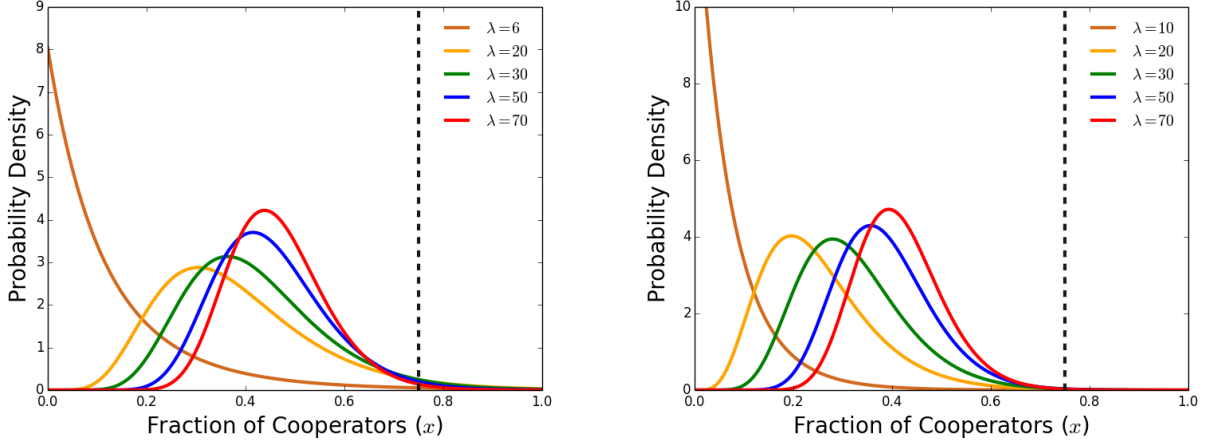 9
8
7
6
5
4
3
2
1
0
Probability Density
0.0 0.2 0.4 0.6 0.8 1.0
Fraction of Cooperators (x)
λ = 6
λ = 20
λ = 30
λ = 50
λ = 70
10
8
6
4
2
0
Probability Density
0.0 0.2 0.4 0.6 0.8 1.0
Fraction of Cooperators (x)
λ = 10
λ = 20
λ = 30
λ = 50
λ = 70